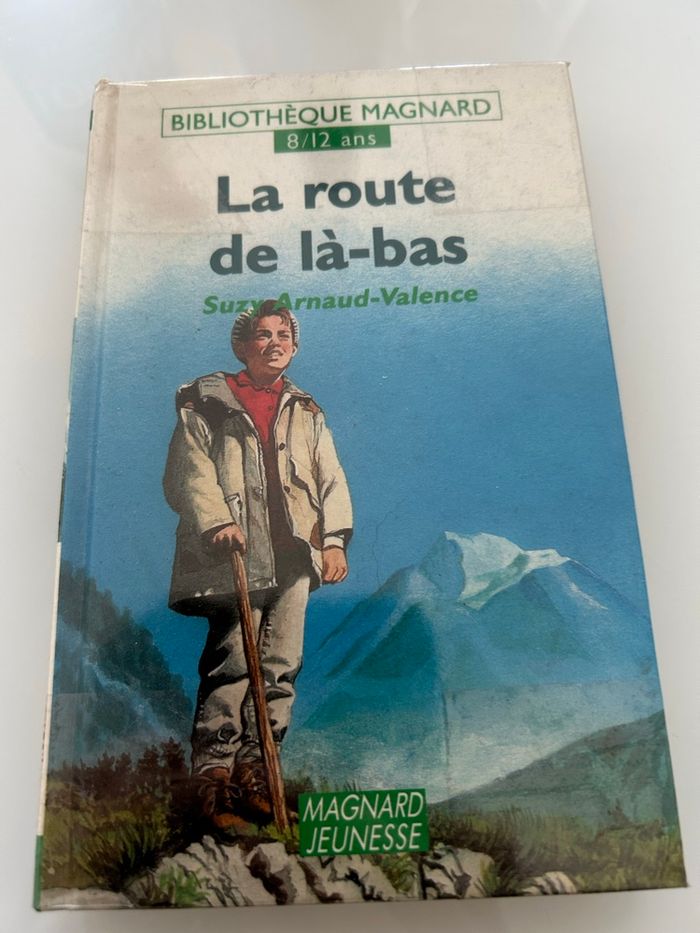 BIBLIOTHÈQUE MAGNARD
8/12 ans
La route
de là-bas
Suzy Arnaud-Valence
MAGNARD
JEUNESSE